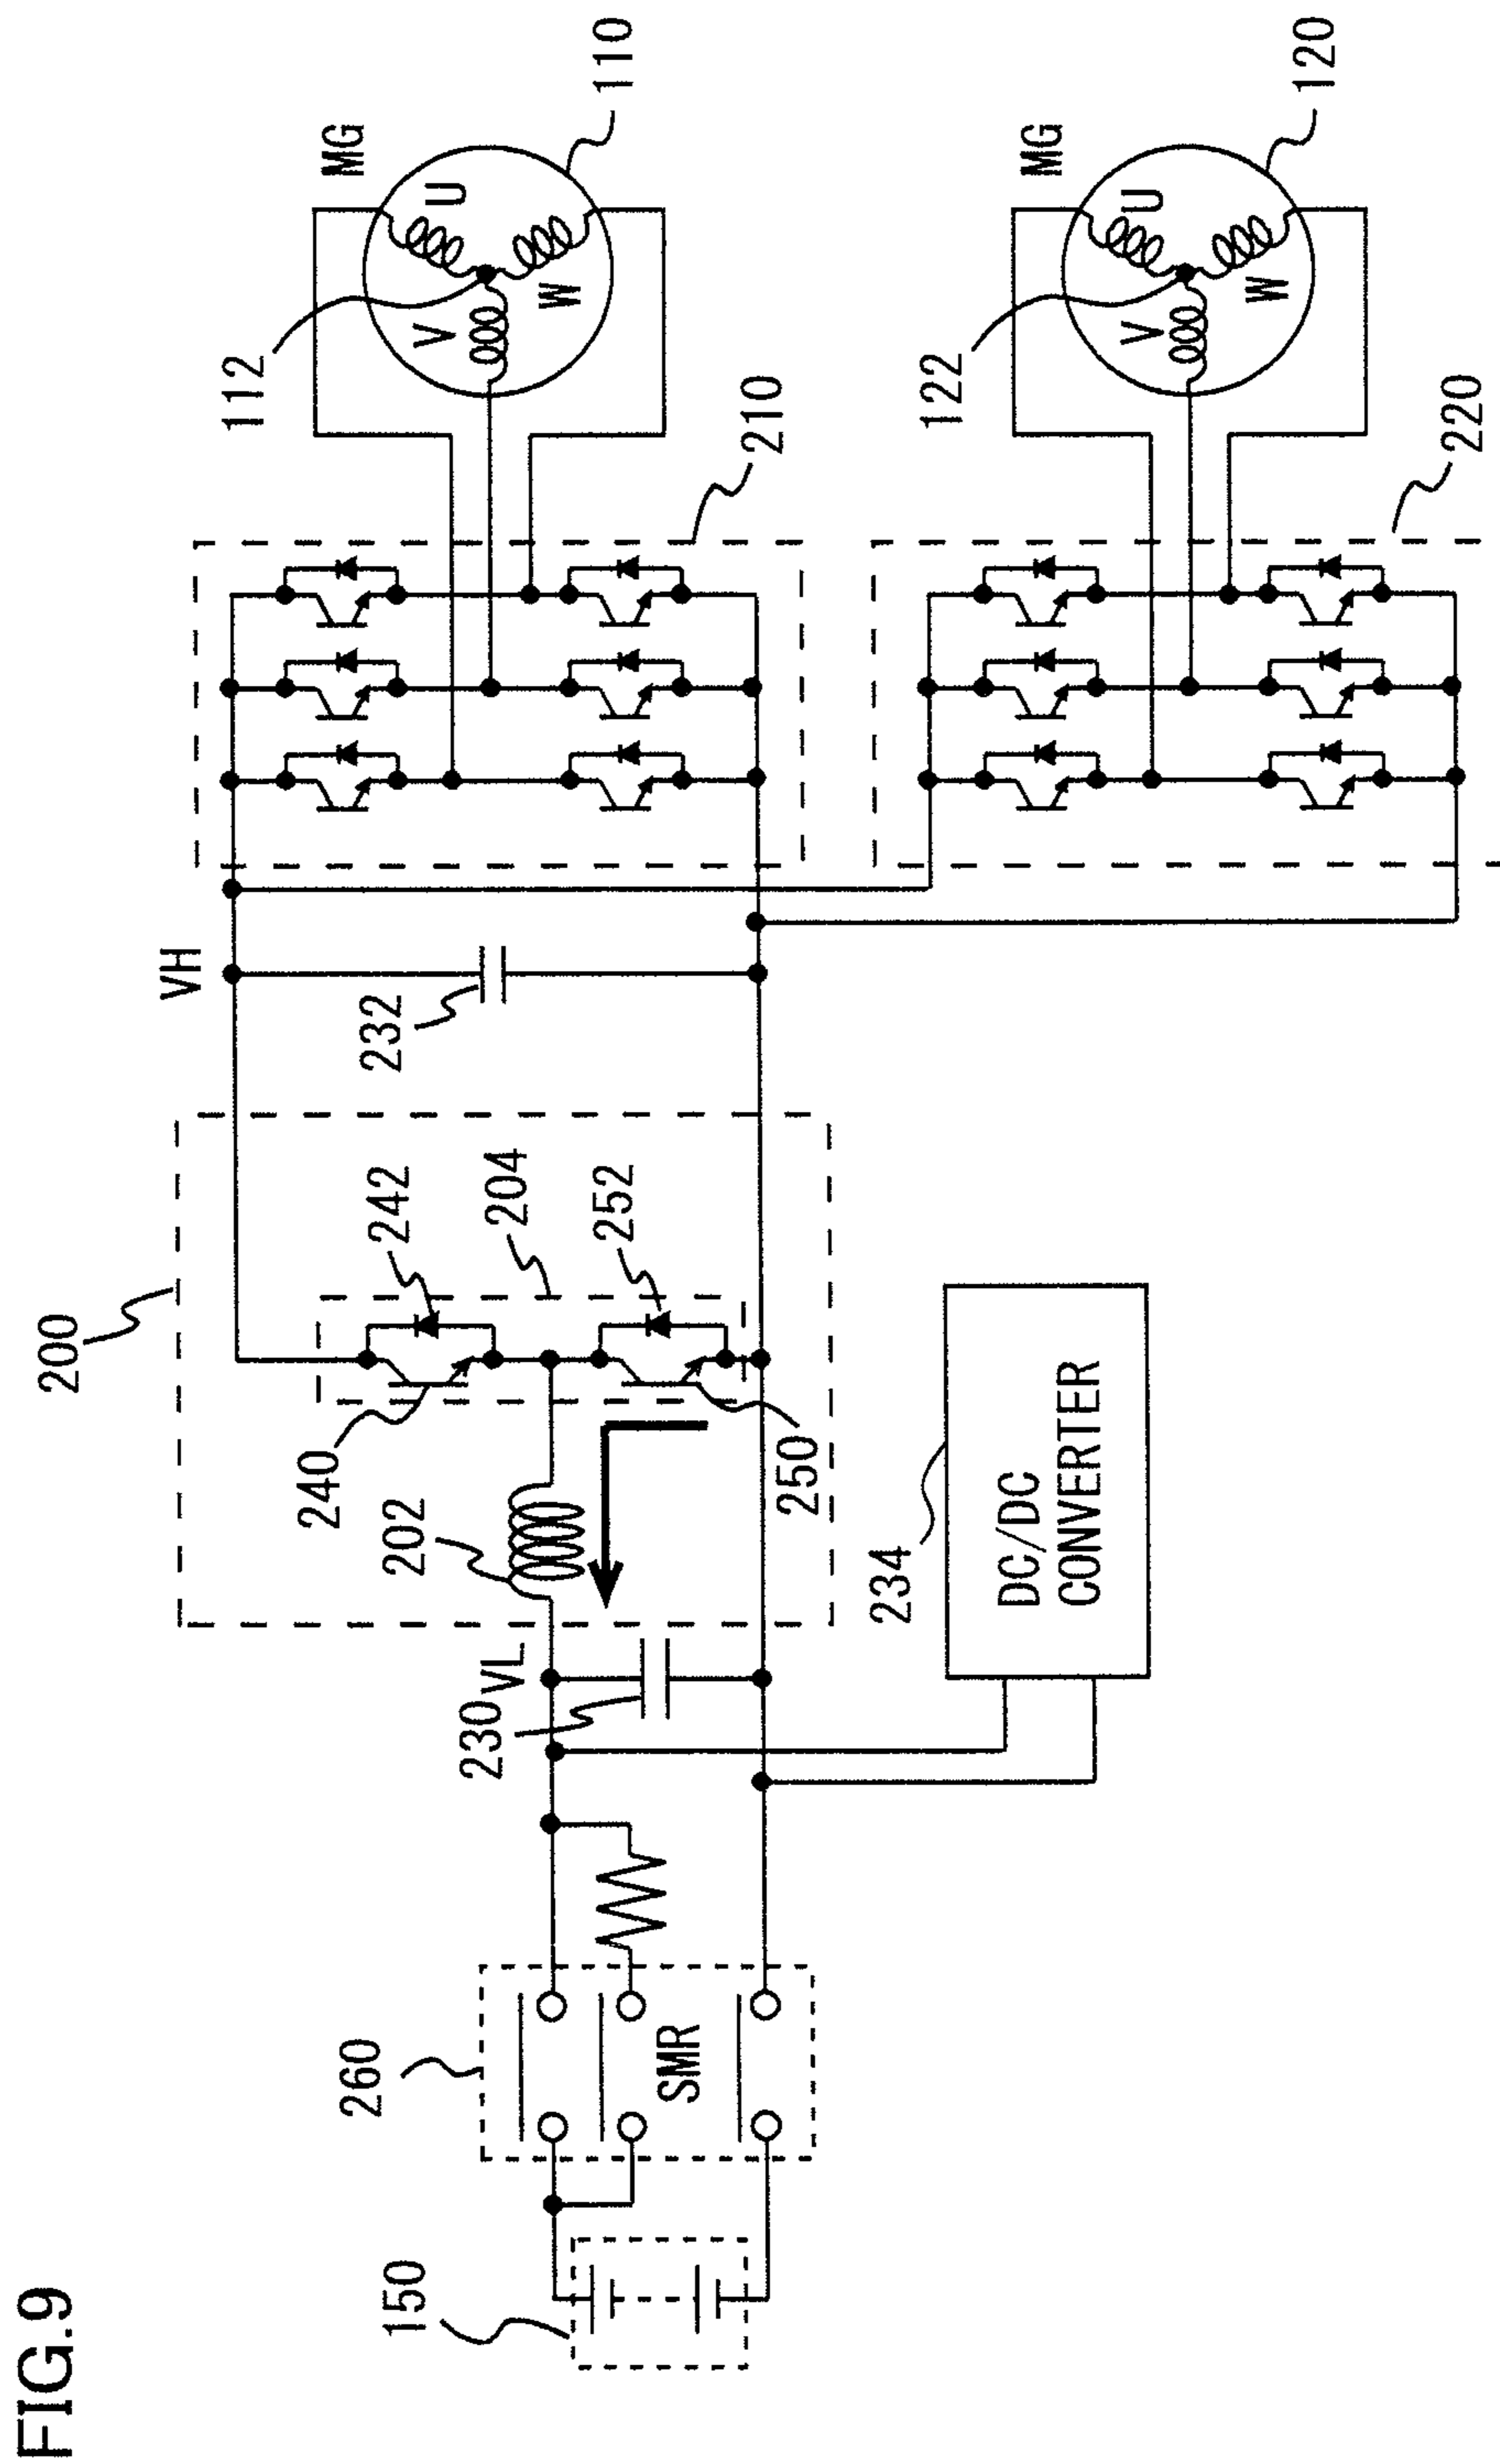 FIG.9
200
VH
MG
110
112
U
V
W
210
232
242
204
252
240
202
250
230
VL
260
SMR
150
234
DC/DC
CONVERTER
MG
120
122
U
V
W
220